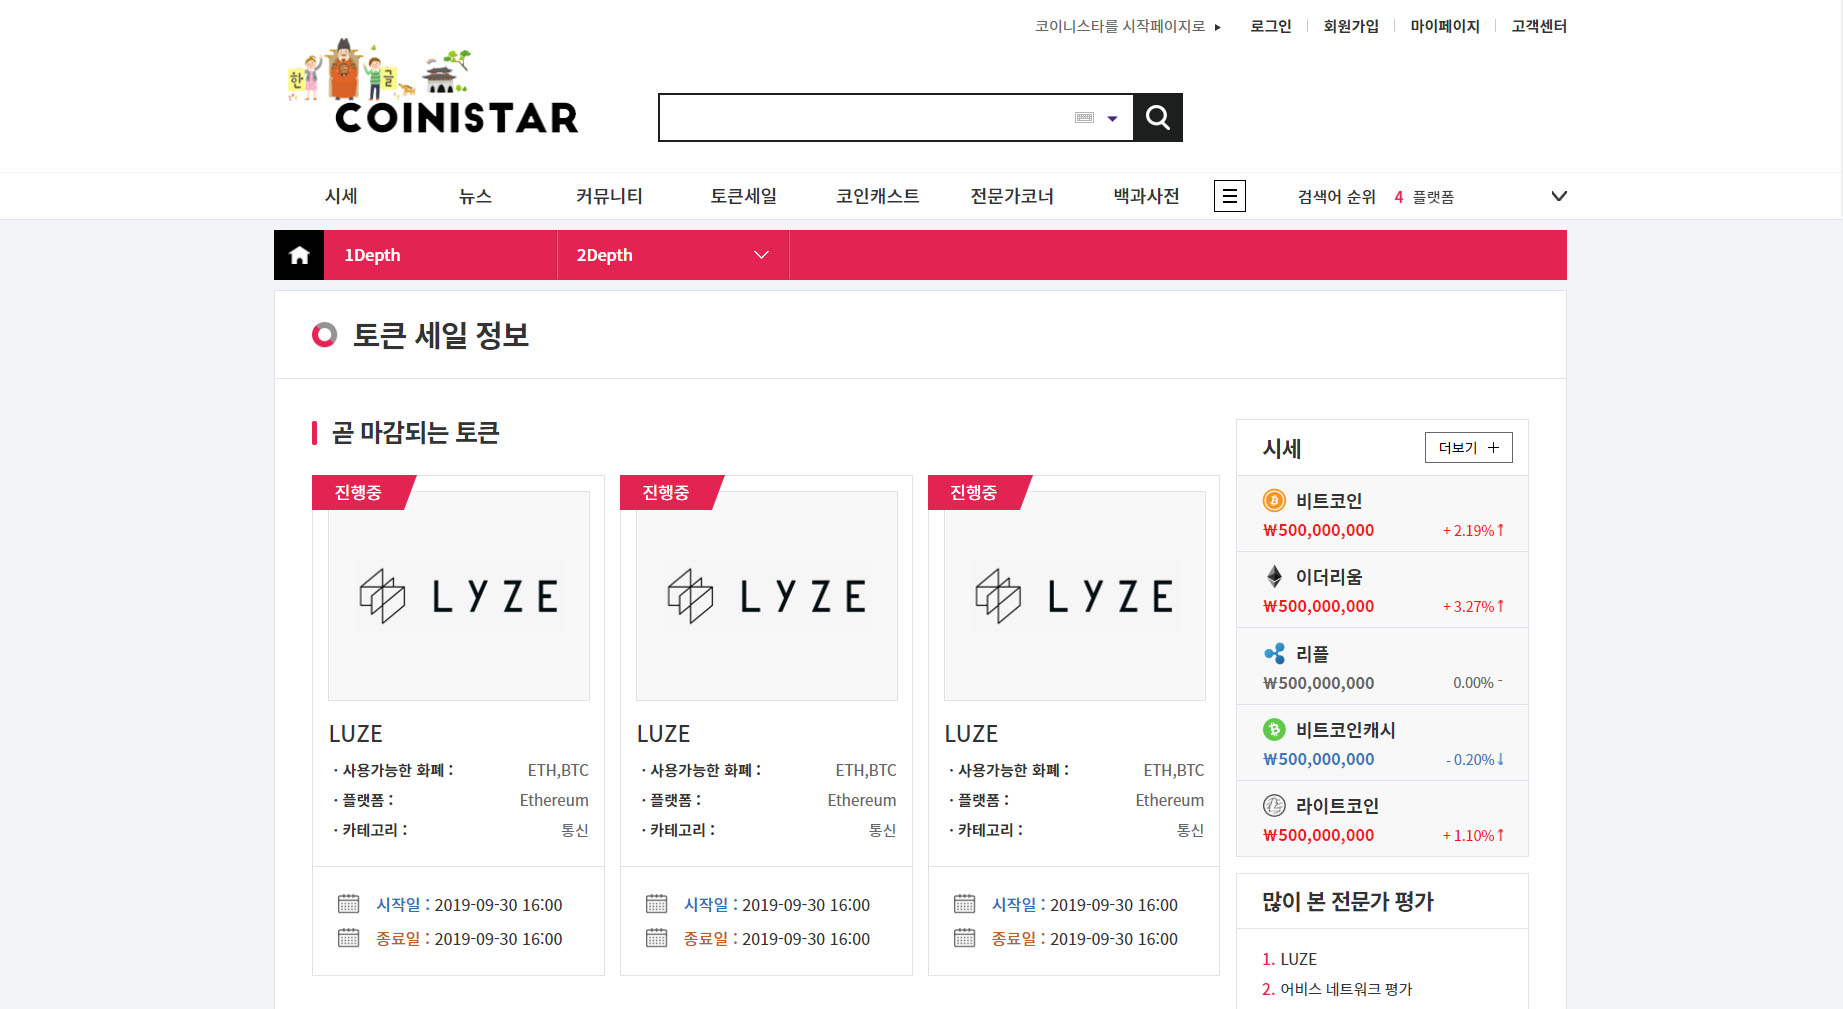 코이니스타를 시작페이지로
로그인
회원가입
마이페이지
고객센터
한
글
COINISTAR
시세
뉴스
커뮤니티
토큰세일
코인캐스트
전문가코너
백과사전
검색어 순위 4 플랫폼
1Depth
2Depth
토큰 세일 정보
곧 마감되는 토큰
진행중
LYZE
LUZE
· 사용가능한 화폐 : ETH,BTC
· 플랫폼 : Ethereum
· 카테고리 : 통신
시작일 : 2019-09-30 16:00
종료일 : 2019-09-30 16:00
진행중
LYZE
LUZE
· 사용가능한 화폐 : ETH,BTC
· 플랫폼 : Ethereum
· 카테고리 : 통신
시작일 : 2019-09-30 16:00
종료일 : 2019-09-30 16:00
진행중
LYZE
LUZE
· 사용가능한 화폐 : ETH,BTC
· 플랫폼 : Ethereum
· 카테고리 : 통신
시작일 : 2019-09-30 16:00
종료일 : 2019-09-30 16:00
시세
더보기 +
비트코인
₩500,000,000 + 2.19%↑
이더리움
₩500,000,000 + 3.27%↑
리플
₩500,000,000 0.00% -
비트코인캐시
₩500,000,000 - 0.20%↓
라이트코인
₩500,000,000 + 1.10%↑
많이 본 전문가 평가
1. LUZE
2. 어비스 네트워크 평가